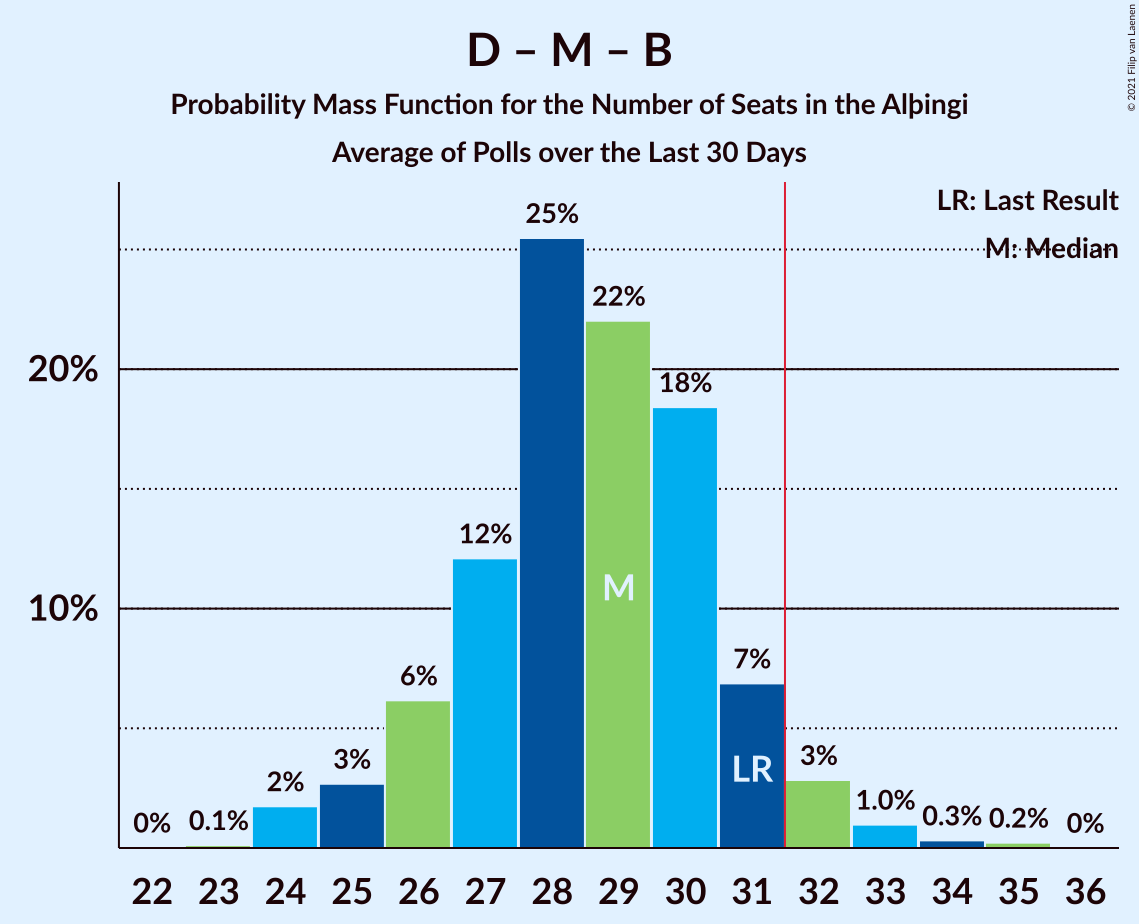 D – M – B
Probability Mass Function for the Number of Seats in the Alþingi
Average of Polls over the Last 30 Days
© 2021 Filip van Laenen
LR: Last Result
M: Median
25%
22%
20%
18%
12%
M
10%
7%
6%
LR
3%
3%
2%
1.0%
0%
0.1%
0.3%
0.2%
0%
22 23 24 25 26 27 28 29 30 31 32 33 34 35 36